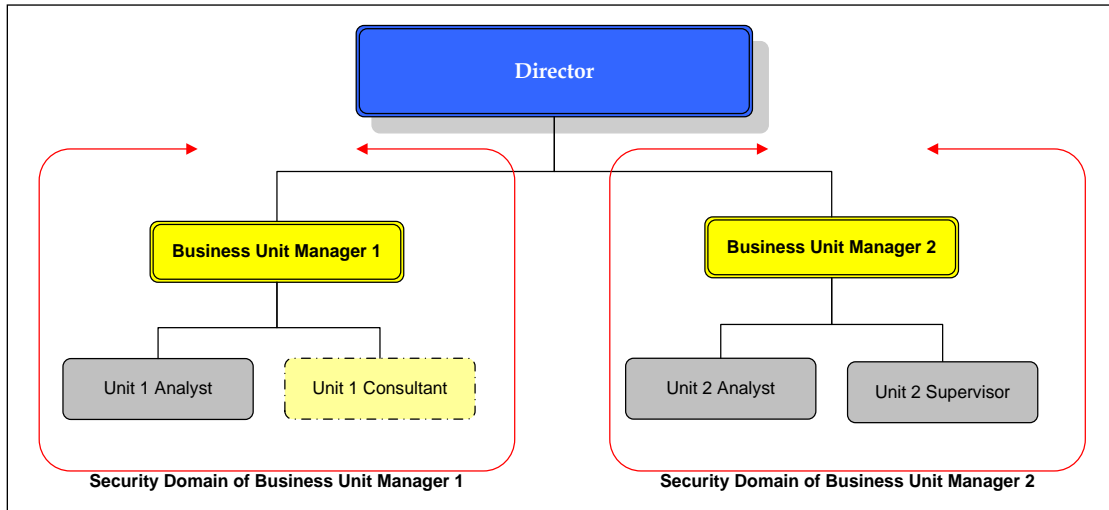 Director
Business Unit Manager 1
Business Unit Manager 2
Unit 1 Analyst
Unit 1 Consultant
Unit 2 Analyst
Unit 2 Supervisor
Security Domain of Business Unit Manager 1
Security Domain of Business Unit Manager 2